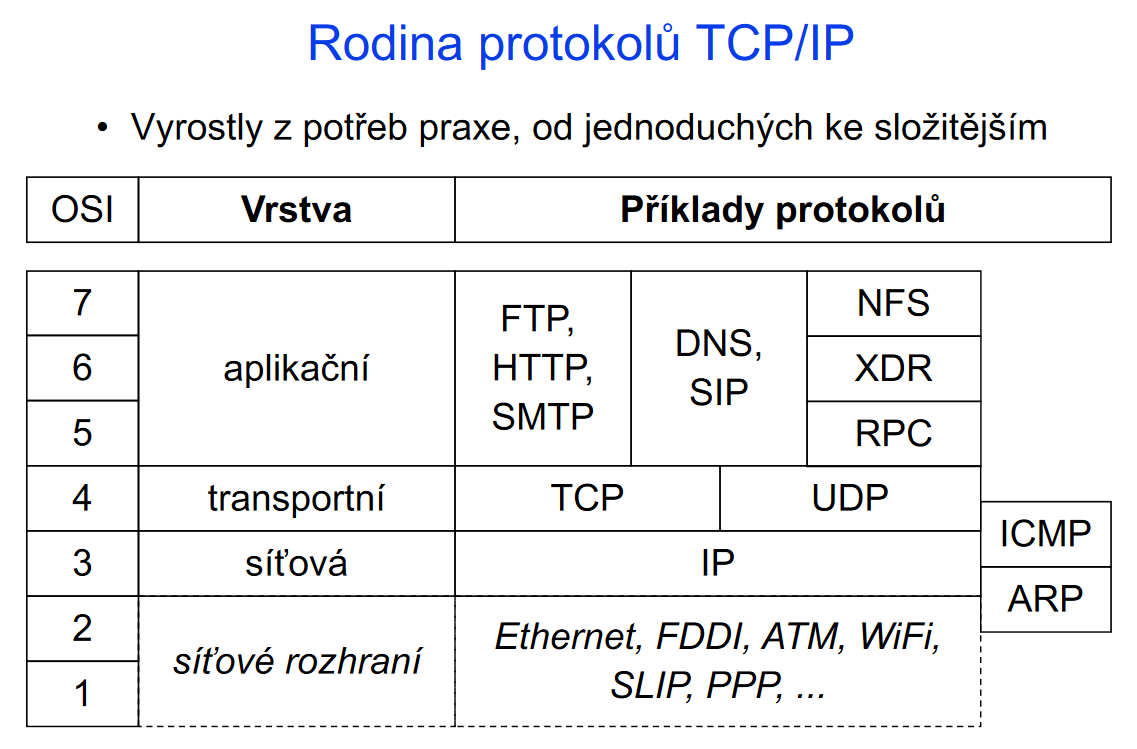 Rodina protokolů TCP/IP
• Vyrostly z potřeb praxe, od jednoduchých ke složitějším
OSI Vrstva Příklady protokolů
7
6
5
aplikační
FTP,
HTTP,
SMTP
DNS,
SIP
NFS
XDR
RPC
4 transportní TCP UDP
3 síťová IP
ICMP
ARP
2
1
síťové rozhraní
Ethernet, FDDI, ATM, WiFi,
SLIP, PPP, ...